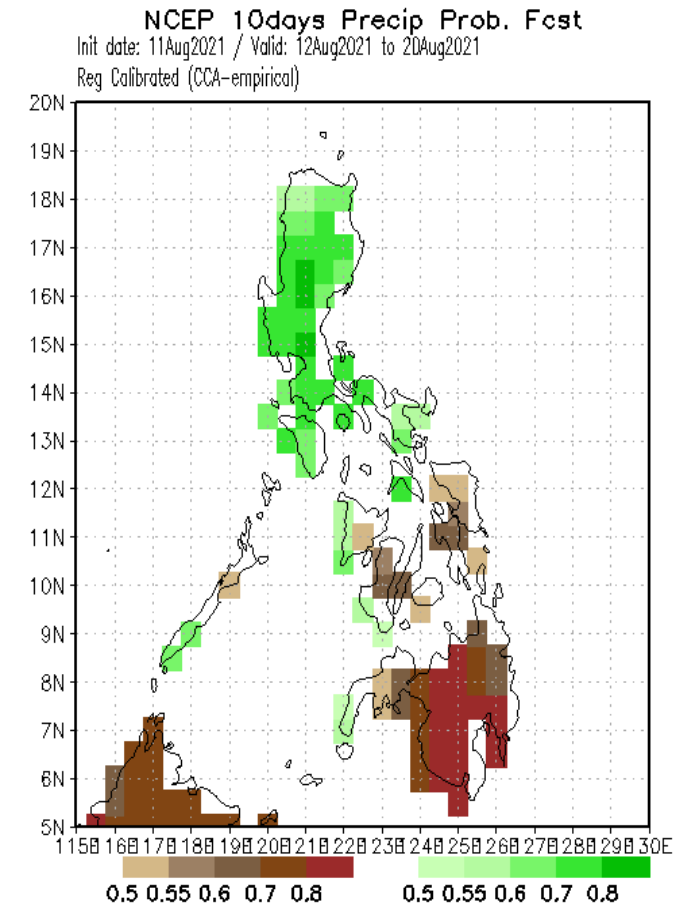 NCEP 10days Precip Prob. Fcst
Init date: 11Aug2021 / Valid: 12Aug2021 to 20Aug2021
Reg Calibrated (CCA-empirical)
20N
19N
18N
17N
16N
15N
14N
13N
12N
11N
10N
9N
8N
7N
6N
5N
115E 116E 117E 118E 119E 120E 121E 122E 123E 124E 125E 126E 127E 128E 129E 130E
0.5 0.55 0.6 0.7 0.8 0.5 0.55 0.6 0.7 0.8